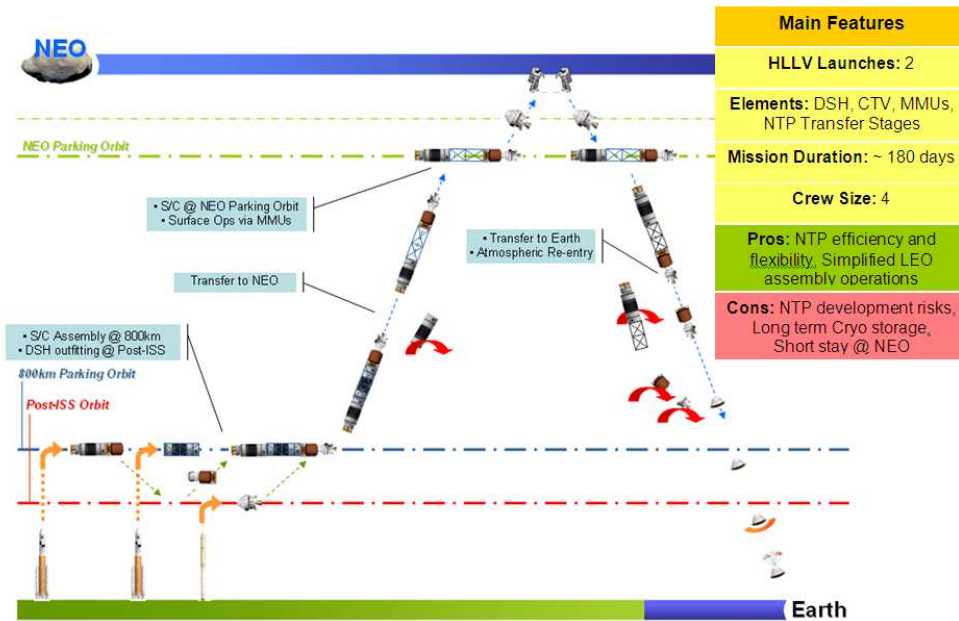 NEO
NEO Parking Orbit
▪ S/C @ NEO Parking Orbit
▪ Surface Ops via MMUs
Transfer to NEO
▪ Transfer to Earth
▪ Atmospheric Re-entry
▪ S/C Assembly @ 800km
▪ DSH outfitting @ Post-ISS
800km Parking Orbit
Post-ISS Orbit
Earth
Main Features
HLLV Launches: 2
Elements: DSH, CTV, MMUs,
NTP Transfer Stages
Mission Duration: ~ 180 days
Crew Size: 4
Pros: NTP efficiency and
flexibility, Simplified LEO
assembly operations
Cons: NTP development risks,
Long term Cryo storage,
Short stay @ NEO